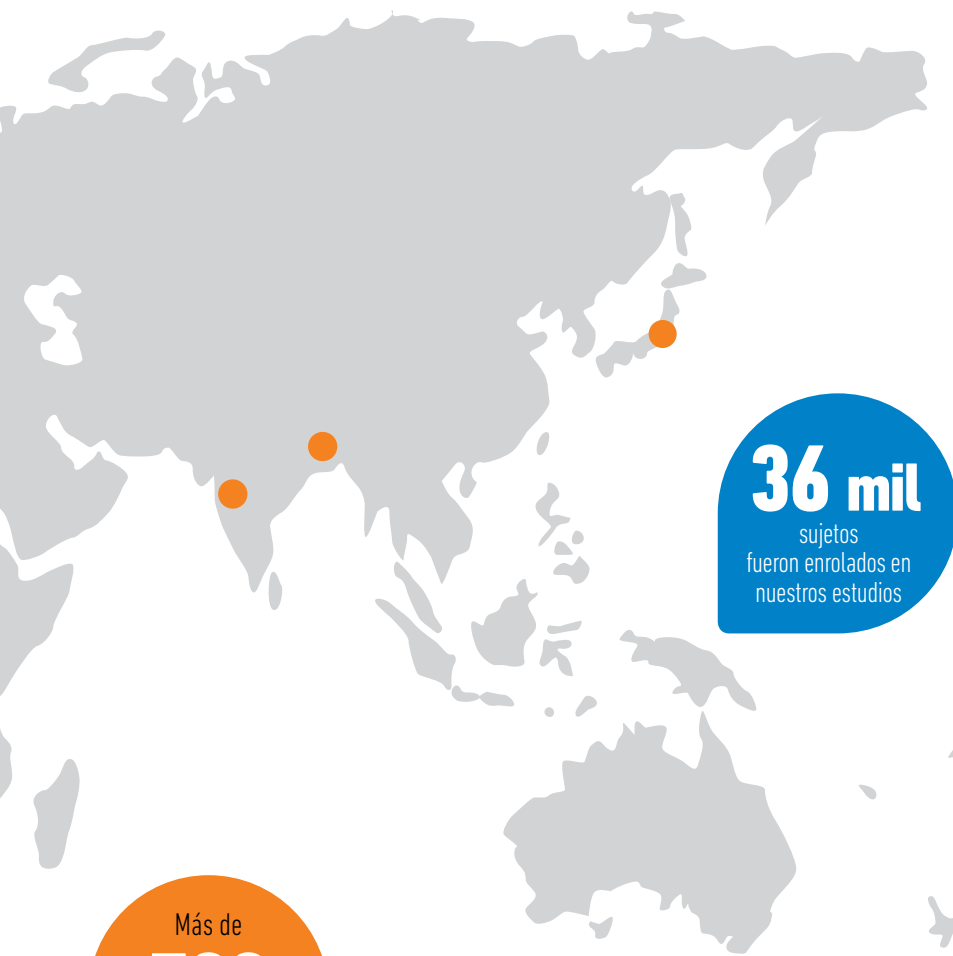 36 mil
sujetos
fueron enrolados en
nuestros estudios
Más de